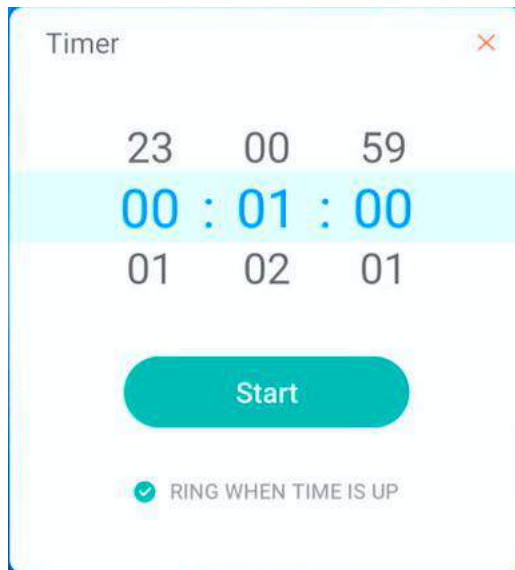 Timer
23 00 59
00 : 01 : 00
01 02 01
Start
RING WHEN TIME IS UP